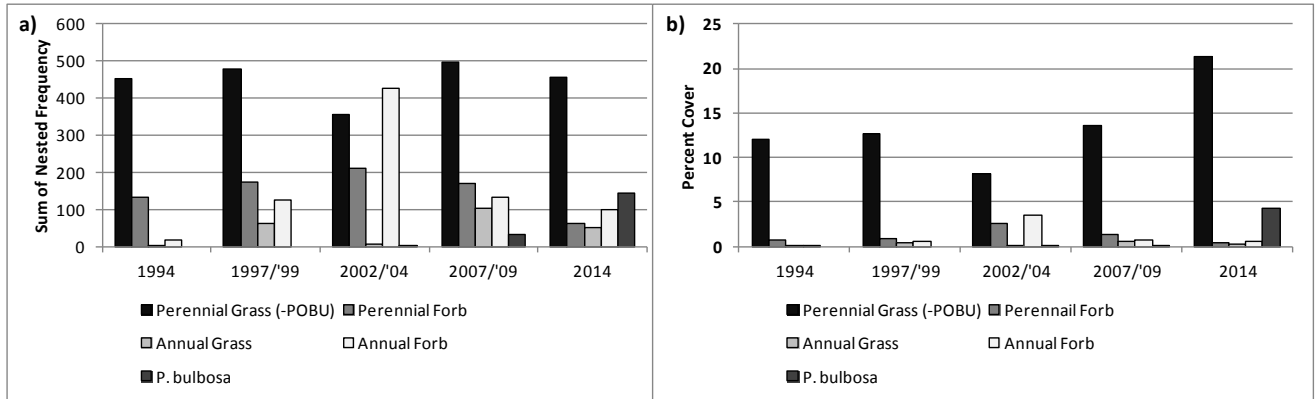 a)
Sum of Nested Frequency
600
500
400
300
200
100
0
1994 1997/'99 2002/'04 2007/'09 2014
Perennial Grass (-POBU) Perennial Forb
Annual Grass Annual Forb
P. bulbosa
b)
Percent Cover
25
20
15
10
5
0
1994 1997/'99 2002/'04 2007/'09 2014
Perennial Grass (-POBU) Perennail Forb
Annual Grass Annual Forb
P. bulbosa